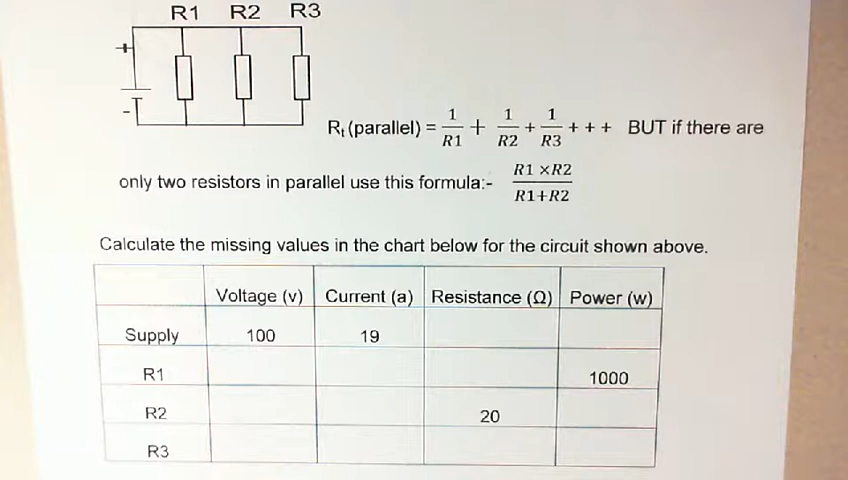 R1 R2 R3
+
-
Rt (parallel) = 1/R1 + 1/R2 + 1/R3 + + + BUT if there are
only two resistors in parallel use this formula:- R1 ×R2/R1+R2
Calculate the missing values in the chart below for the circuit shown above.
Voltage (v) Current (a) Resistance (Ω) Power (w)
Supply 100 19
R1 1000
R2 20
R3